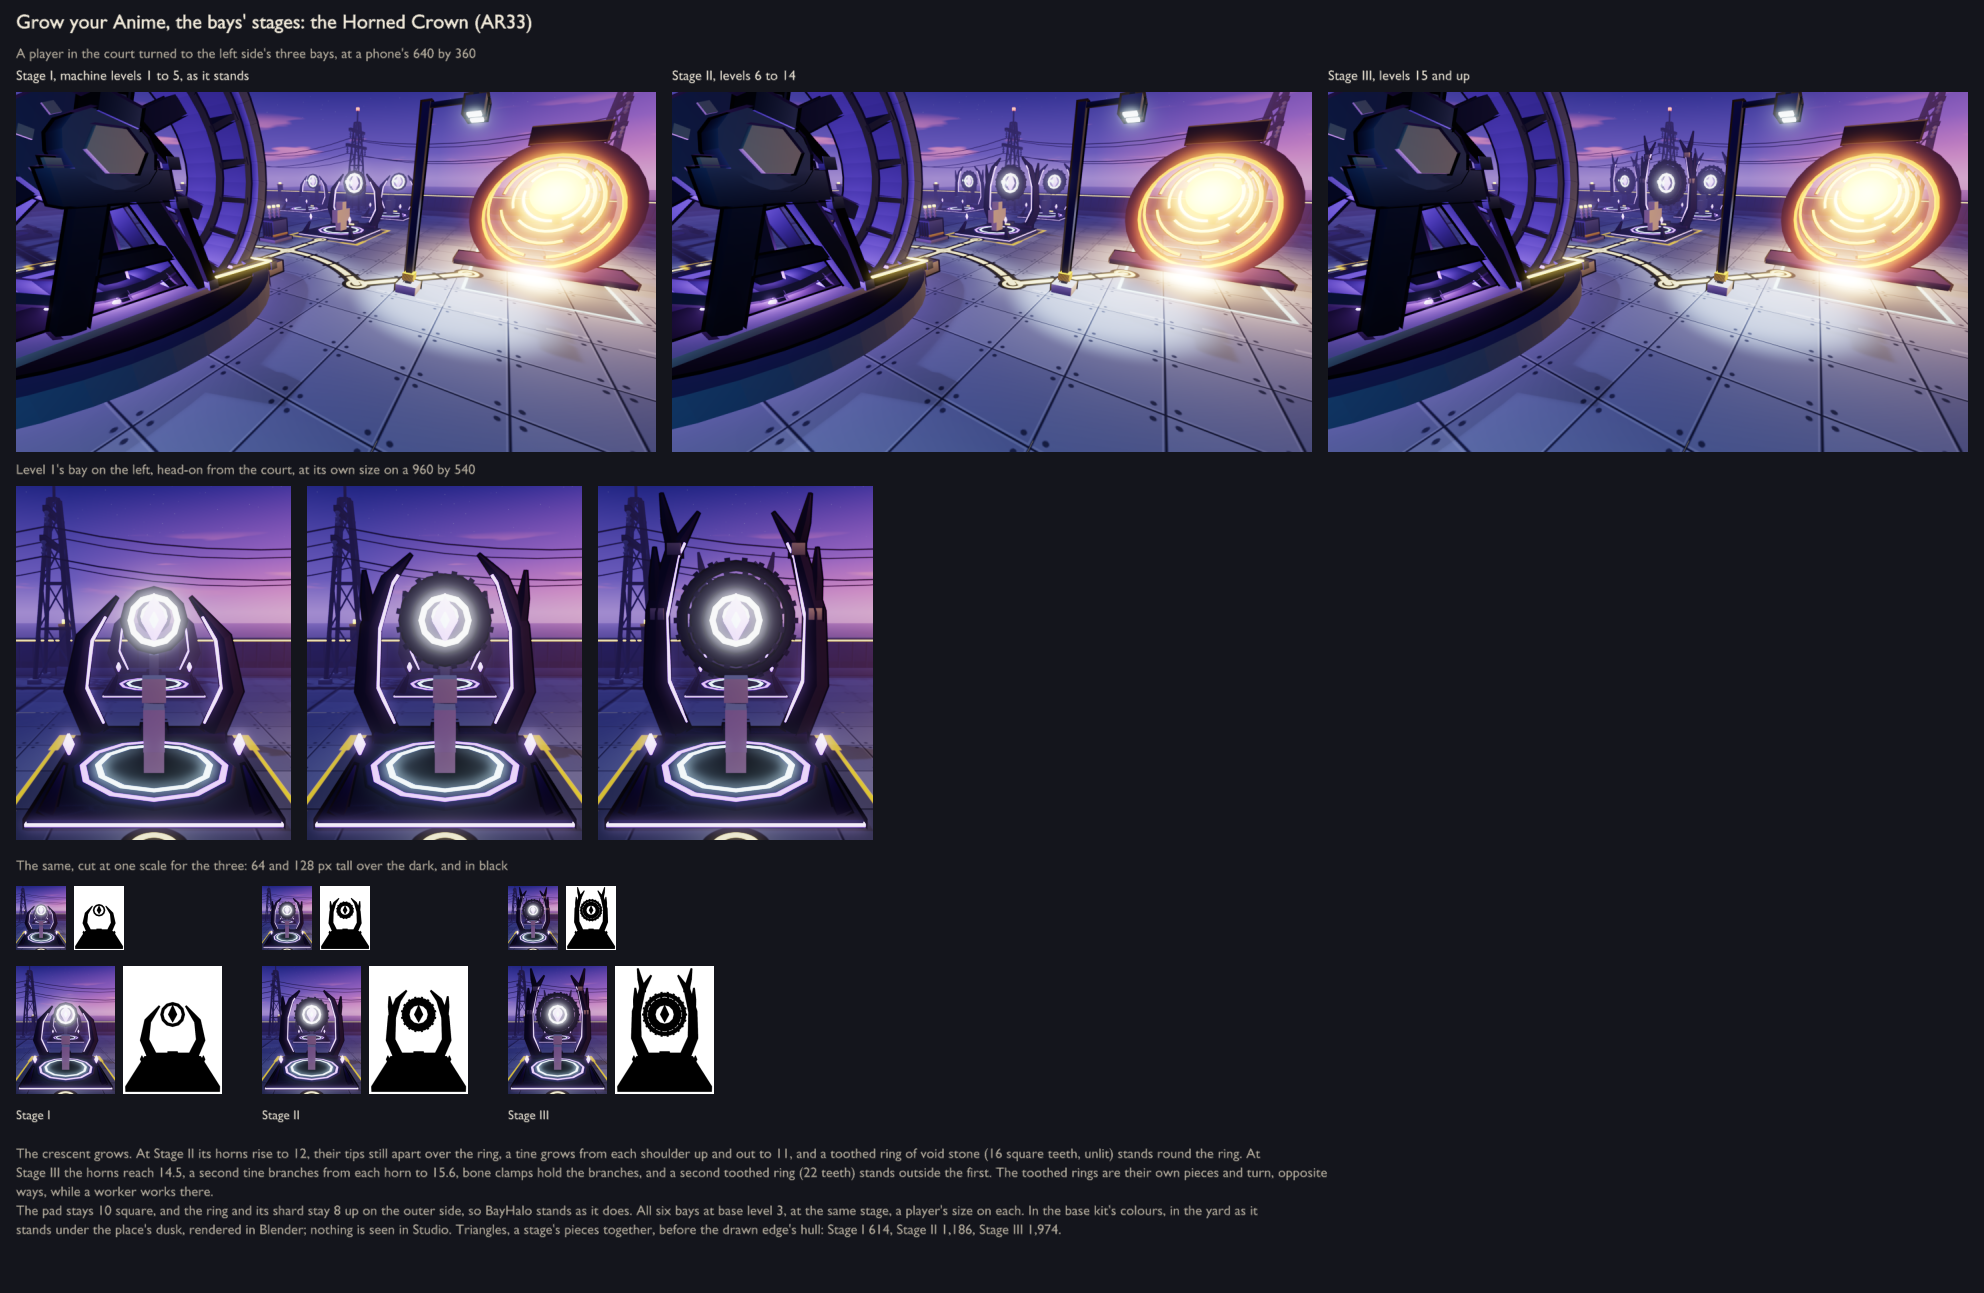 Grow your Anime, the bays' stages: the Horned Crown (AR33)
A player in the court turned to the left side's three bays, at a phone's 640 by 360
Stage I, machine levels 1 to 5, as it stands
Stage II, levels 6 to 14
Stage III, levels 15 and up
Level 1's bay on the left, head-on from the court, at its own size on a 960 by 540
The same, cut at one scale for the three: 64 and 128 px tall over the dark, and in black
Stage I
Stage II
Stage III
The crescent grows. At Stage II its horns rise to 12, their tips still apart over the ring, a tine grows from each shoulder up and out to 11, and a toothed ring of void stone (16 square teeth, unlit) stands round the ring. At
Stage III the horns reach 14.5, a second tine branches from each horn to 15.6, bone clamps hold the branches, and a second toothed ring (22 teeth) stands outside the first. The toothed rings are their own pieces and turn, opposite
ways, while a worker works there.
The pad stays 10 square, and the ring and its shard stay 8 up on the outer side, so BayHalo stands as it does. All six bays at base level 3, at the same stage, a player's size on each. In the base kit's colours, in the yard as it
stands under the place's dusk, rendered in Blender; nothing is seen in Studio. Triangles, a stage's pieces together, before the drawn edge's hull: Stage I 614, Stage II 1,186, Stage III 1,974.